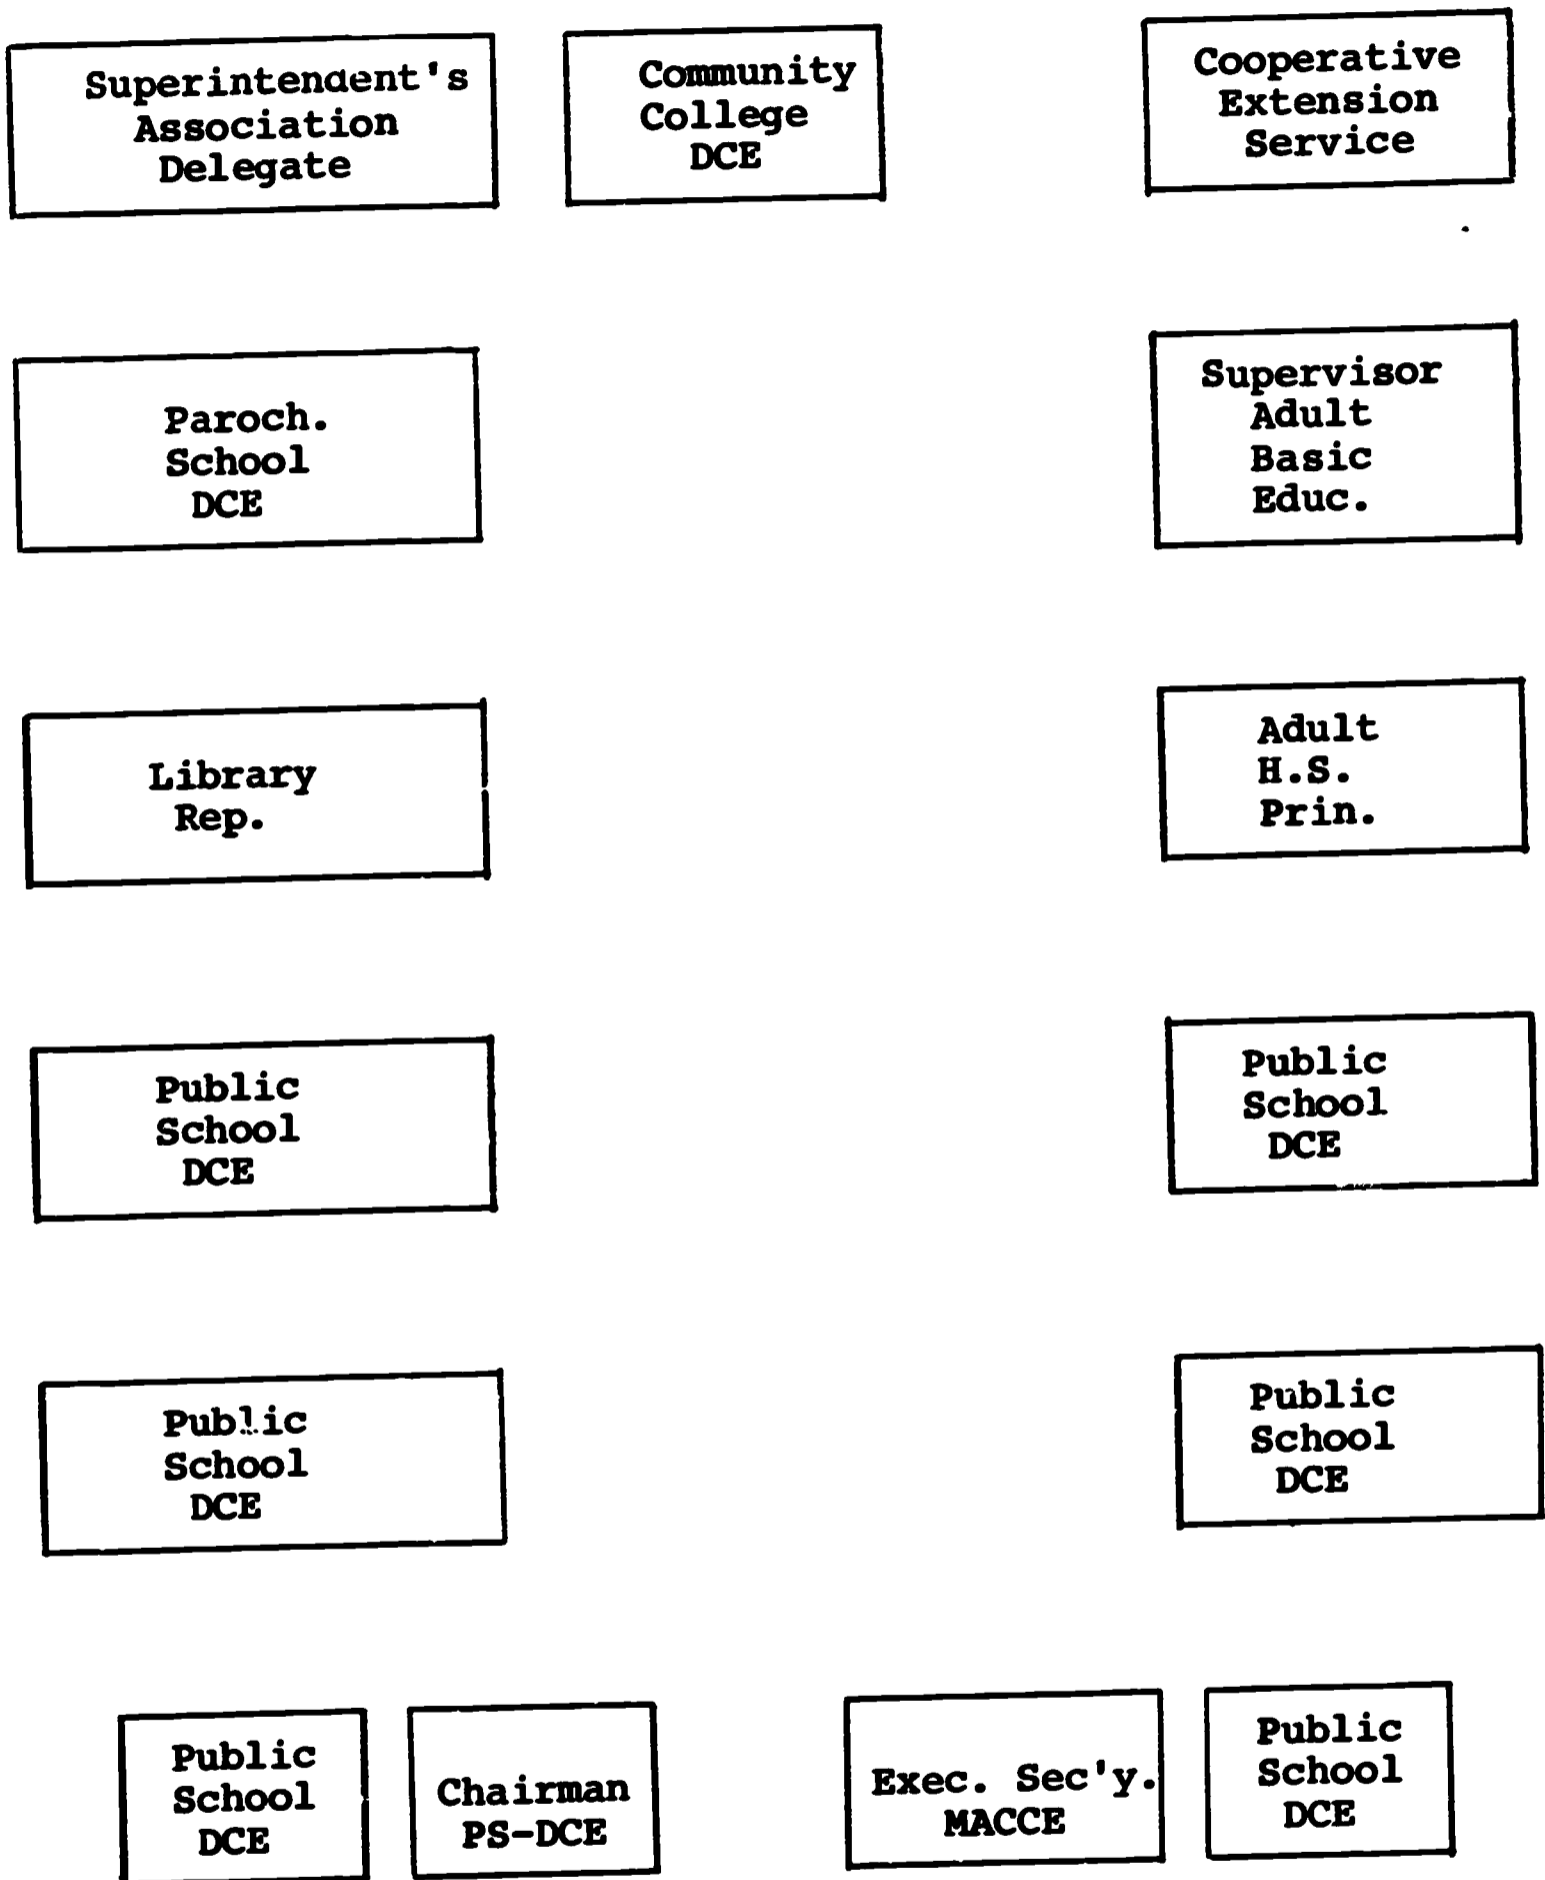 Superintendent's
Association
Delegate
Community
College
DCE
Cooperative
Extension
Service
Paroch.
School
DCE
Supervisor
Adult
Basic
Educ.
Library
Rep.
Adult
H.S.
Prin.
Public
School
DCE
Public
School
DCE
Public
School
DCE
Public
School
DCE
Public
School
DCE
Chairman
PS-DCE
Exec. Sec'y.
MACCE
Public
School
DCE